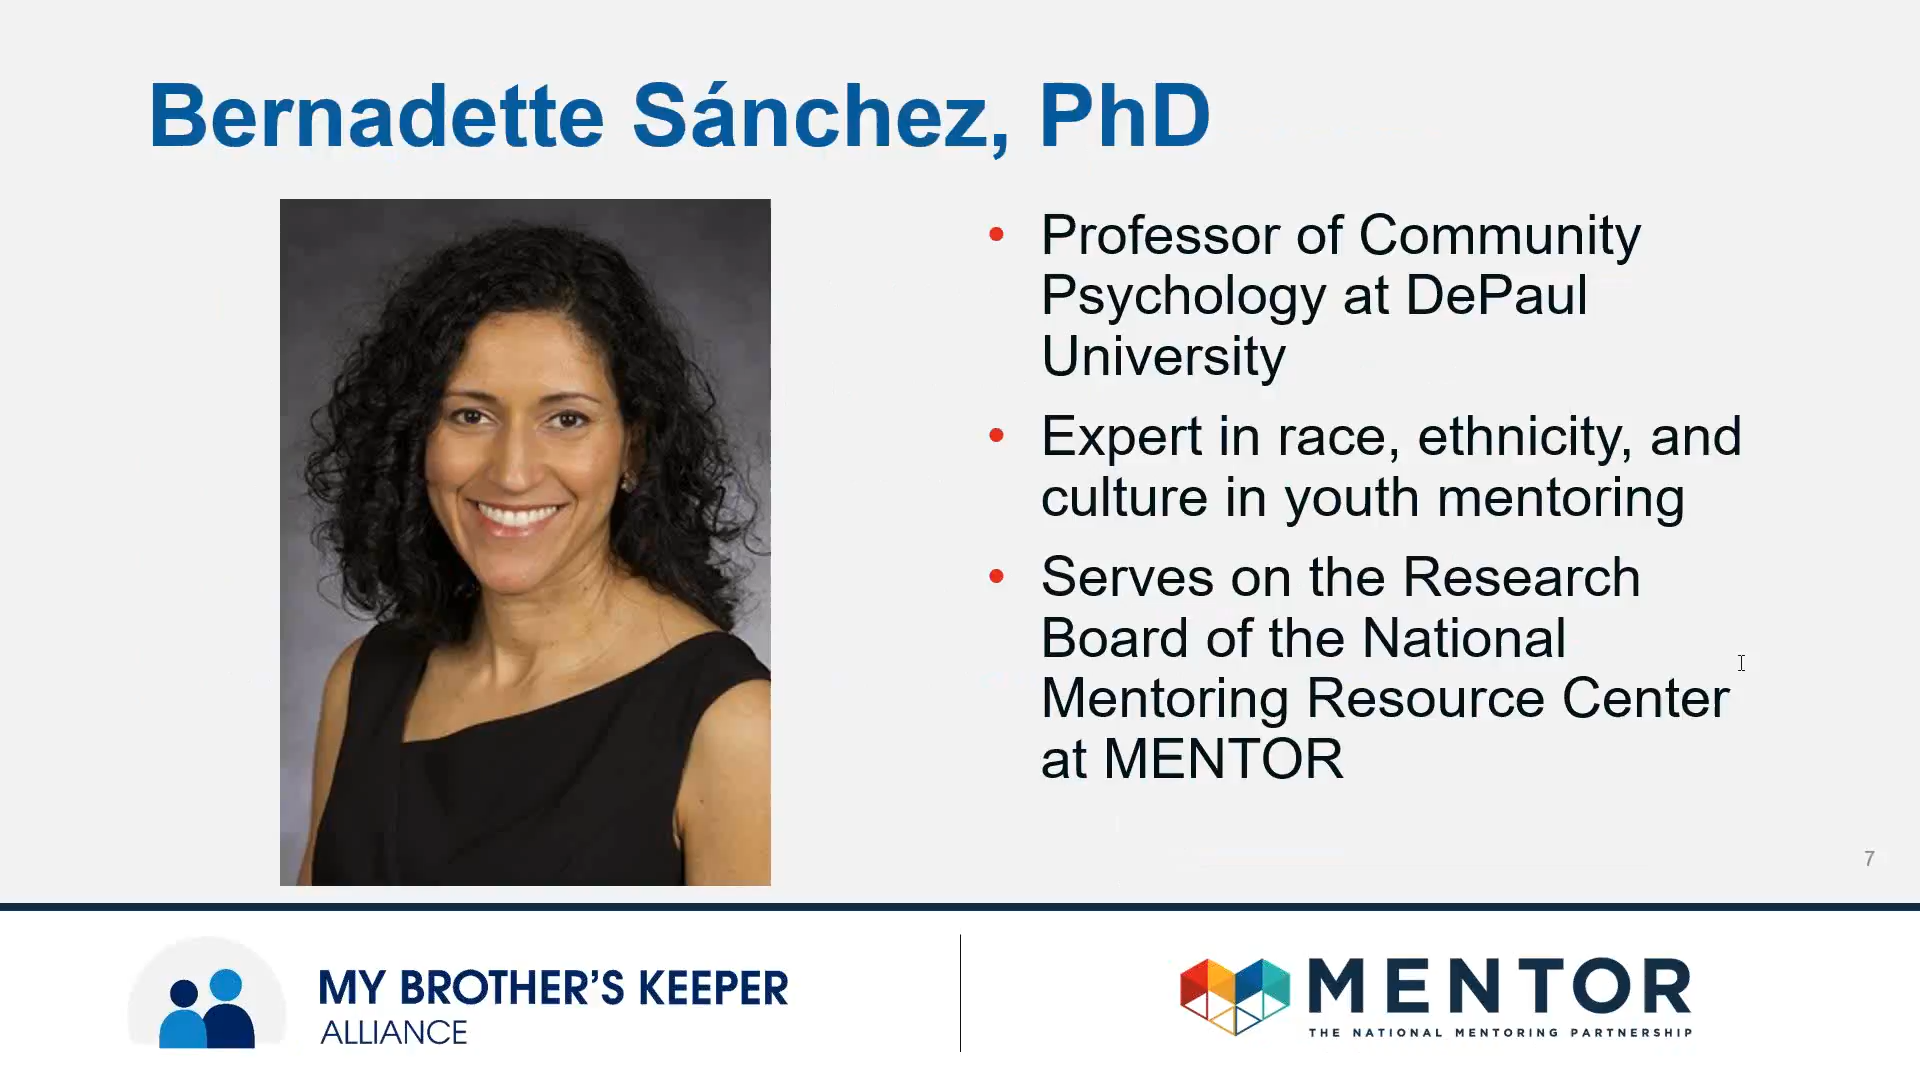 Bernadette Sánchez, PhD
• Professor of Community
Psychology at DePaul
University
• Expert in race, ethnicity, and
culture in youth mentoring
• Serves on the Research
Board of the National
Mentoring Resource Center
at MENTOR
7
MY BROTHER’S KEEPER
ALLIANCE
MENTOR
THE NATIONAL MENTORING PARTNERSHIP